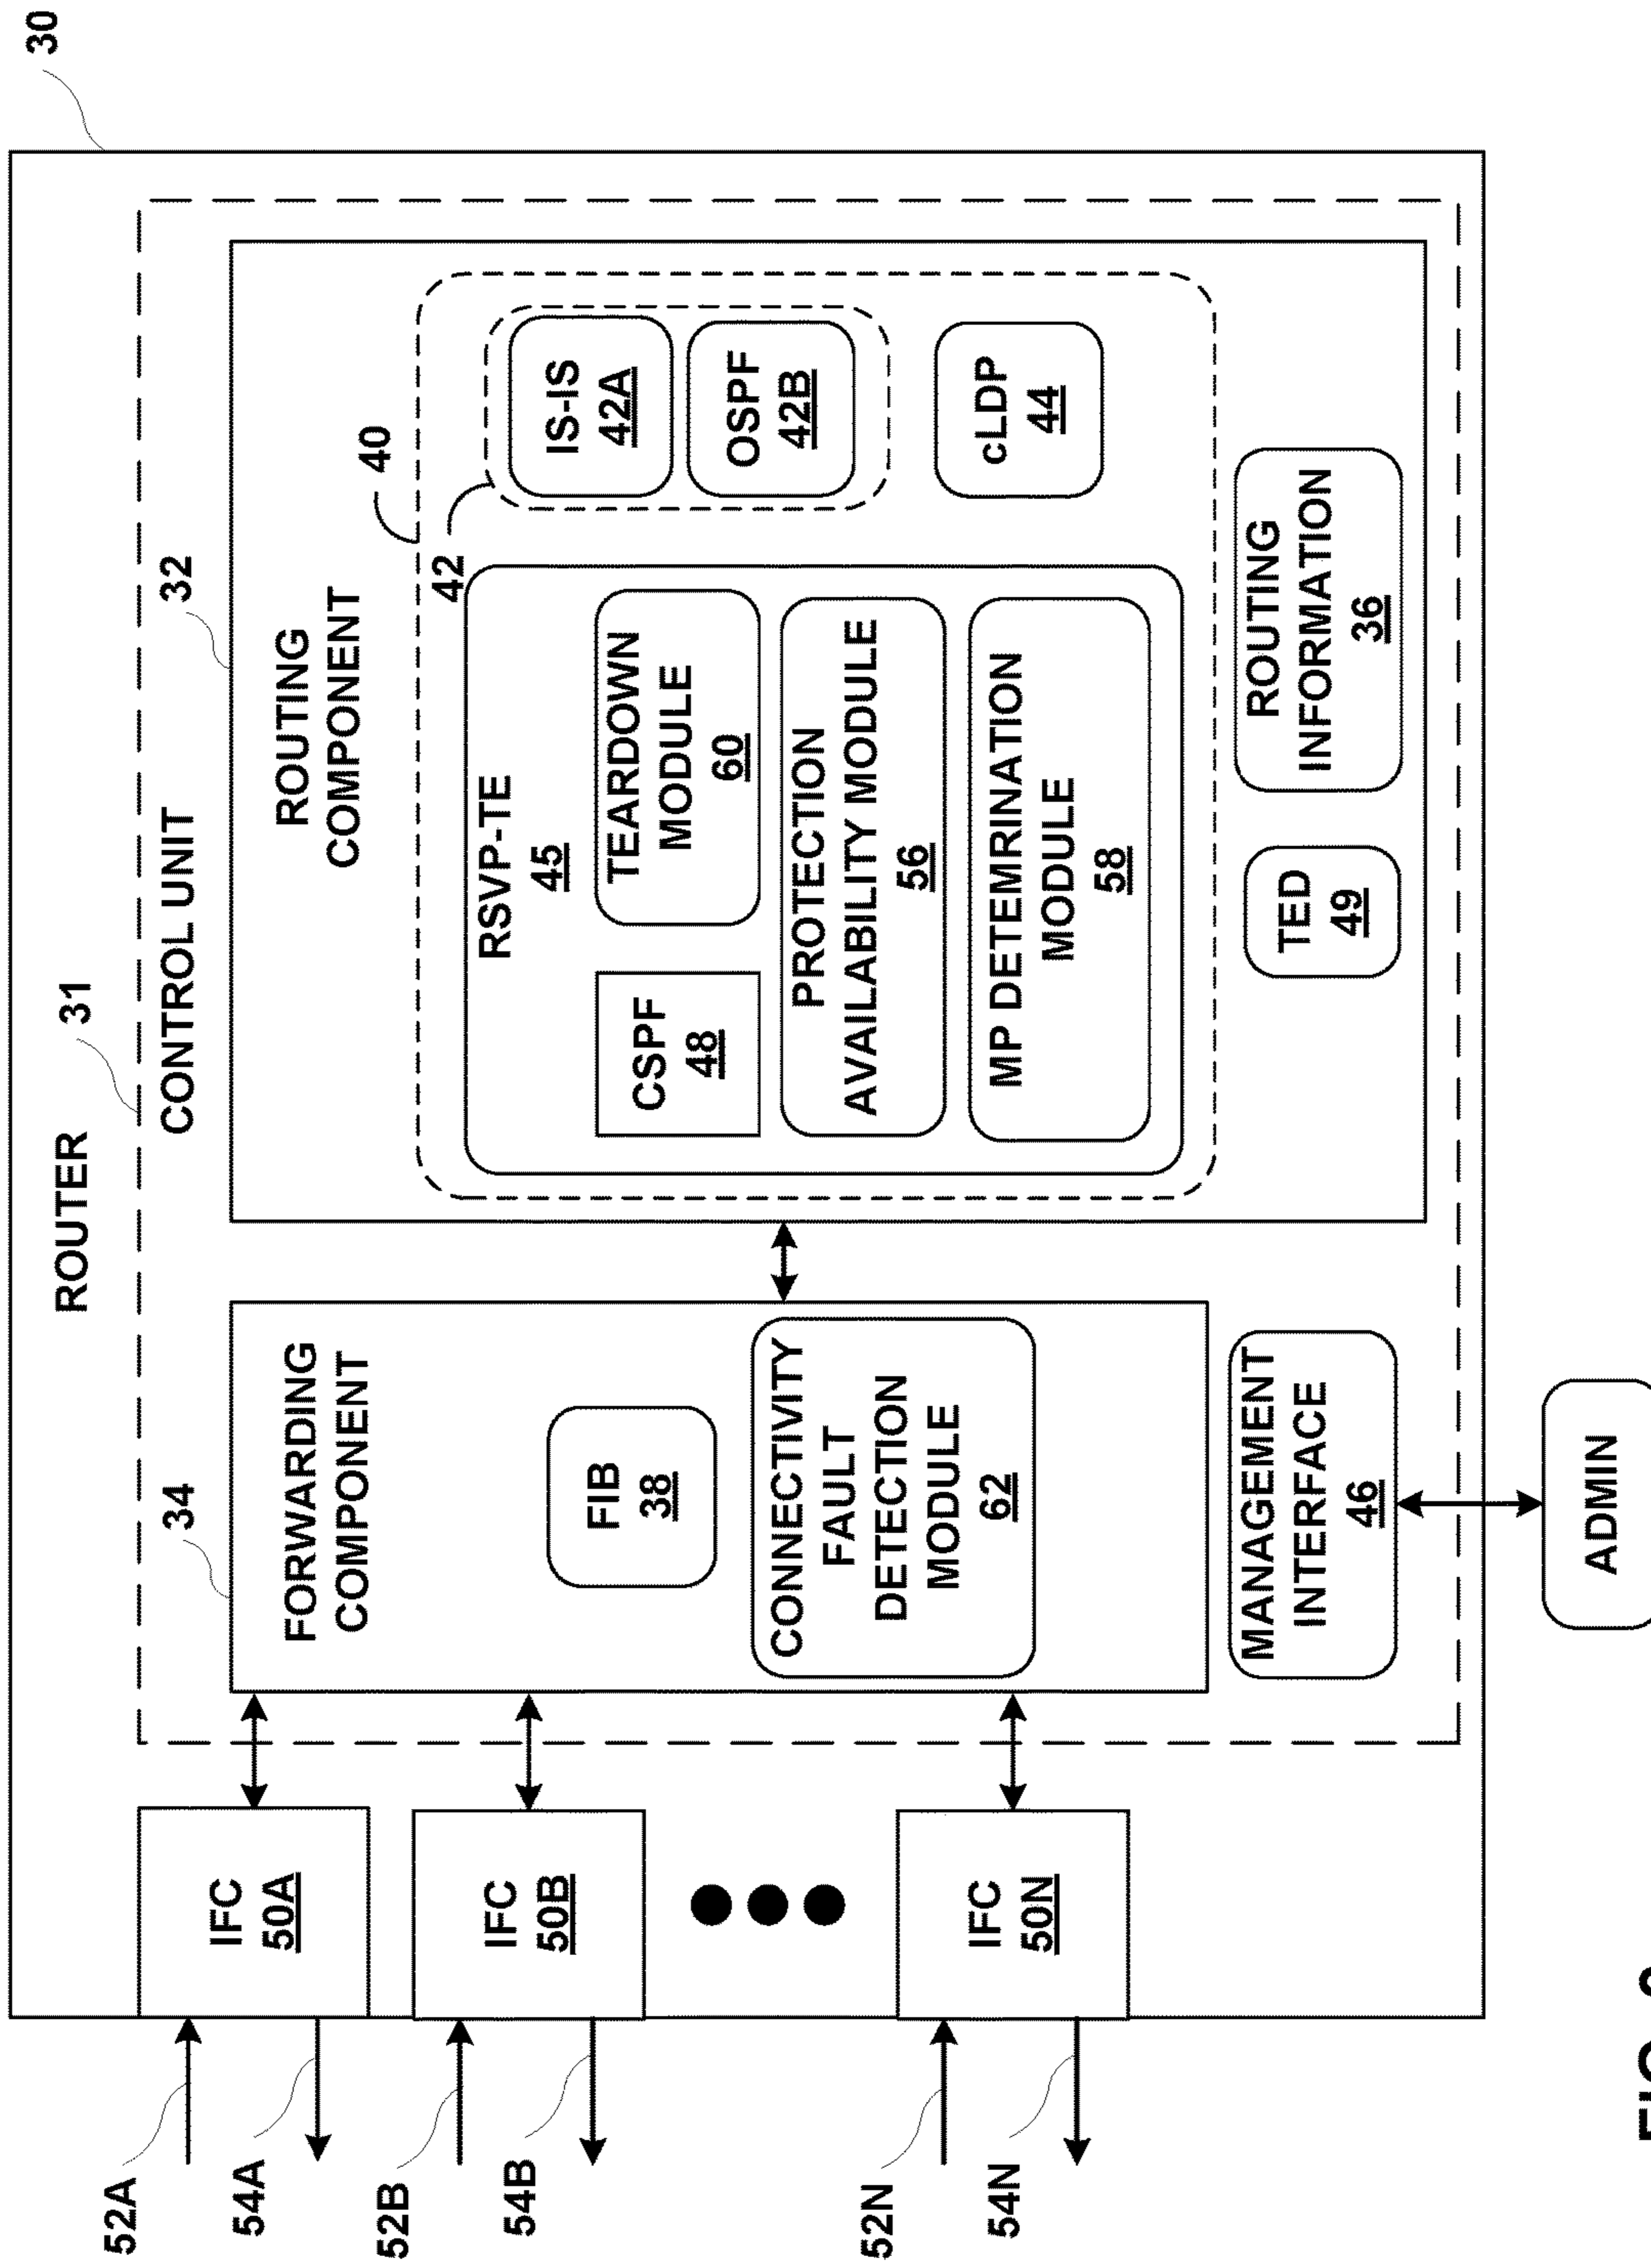 30
ROUTER
31
CONTROL UNIT
34
32
52A
54A
IFC
50A
52B
54B
IFC
50B
52N
54N
IFC
50N
FORWARDING
COMPONENT
FIB
38
CONNECTIVITY
FAULT
DETECTION
MODULE
62
MANAGEMENT
INTERFACE
46
ADMIN
ROUTING
COMPONENT
40
42
RSVP-TE
45
CSPF
48
TEARDOWN
MODULE
60
PROTECTION
AVAILABILITY MODULE
56
MP DETEMRINATION
MODULE
58
IS-IS
42A
OSPF
42B
cLDP
44
TED
49
ROUTING
INFORMATION
36
FIG.